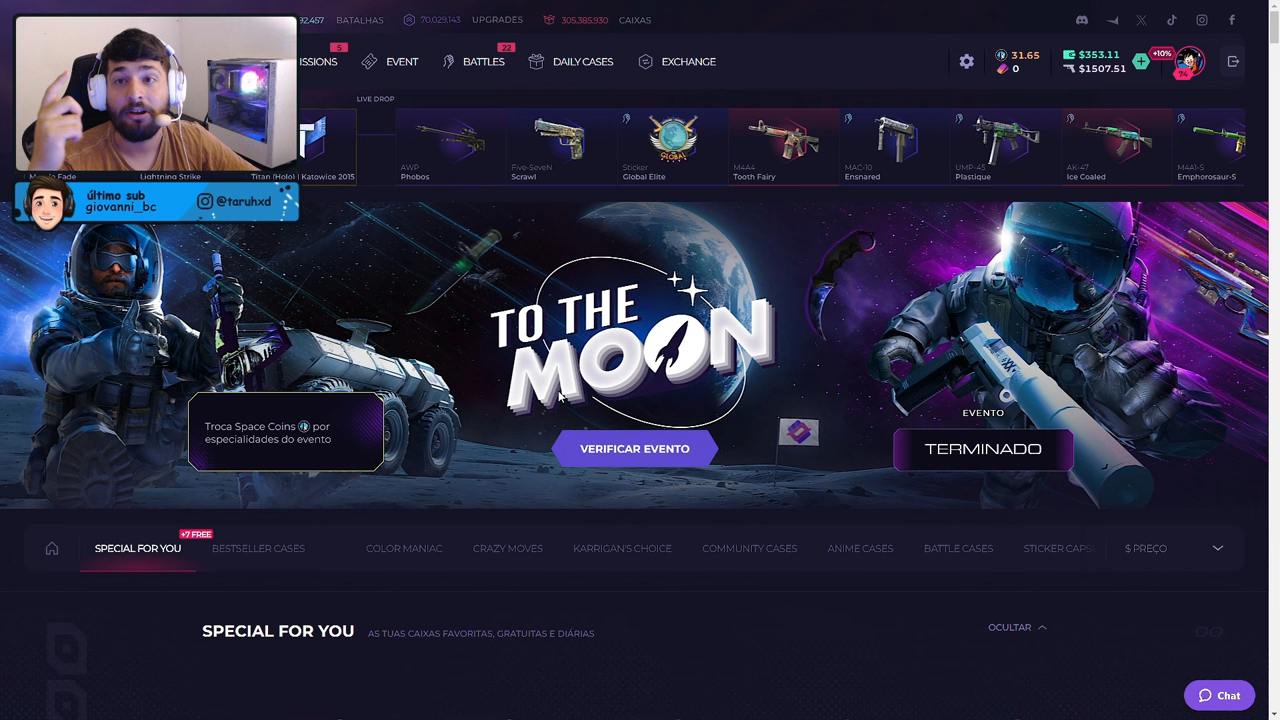 92.457 BATALHAS 70.029.143 UPGRADES 305.385.930 CAIXAS
5
22
ISSIONS EVENT BATTLES DAILY CASES EXCHANGE
31.65
0
$353.11
$1507.51
+10%
74
LIVE DROP
Fade
Lightning Strike
Titan (Holo) | Katowice 2015
AWP
Phobos
Five-SeveN
Scrawl
Sticker
Global Elite
M4A4
Tooth Fairy
MAC-10
Ensnared
UMP-45
Plastique
AK-47
Ice Coaled
M4A1-S
Emphorosaur-S
último sub
giovanni_bc
@taruhxd
TO THE
MOON
Troca Space Coins por
especialidades do evento
VERIFICAR EVENTO
EVENTO
TERMINADO
+7 FREE
SPECIAL FOR YOU BESTSELLER CASES COLOR MANIAC CRAZY MOVES KARRIGAN'S CHOICE COMMUNITY CASES ANIME CASES BATTLE CASES STICKER CAPS $ PREÇO
SPECIAL FOR YOU AS TUAS CAIXAS FAVORITAS, GRATUITAS E DIÁRIAS OCULTAR
Chat